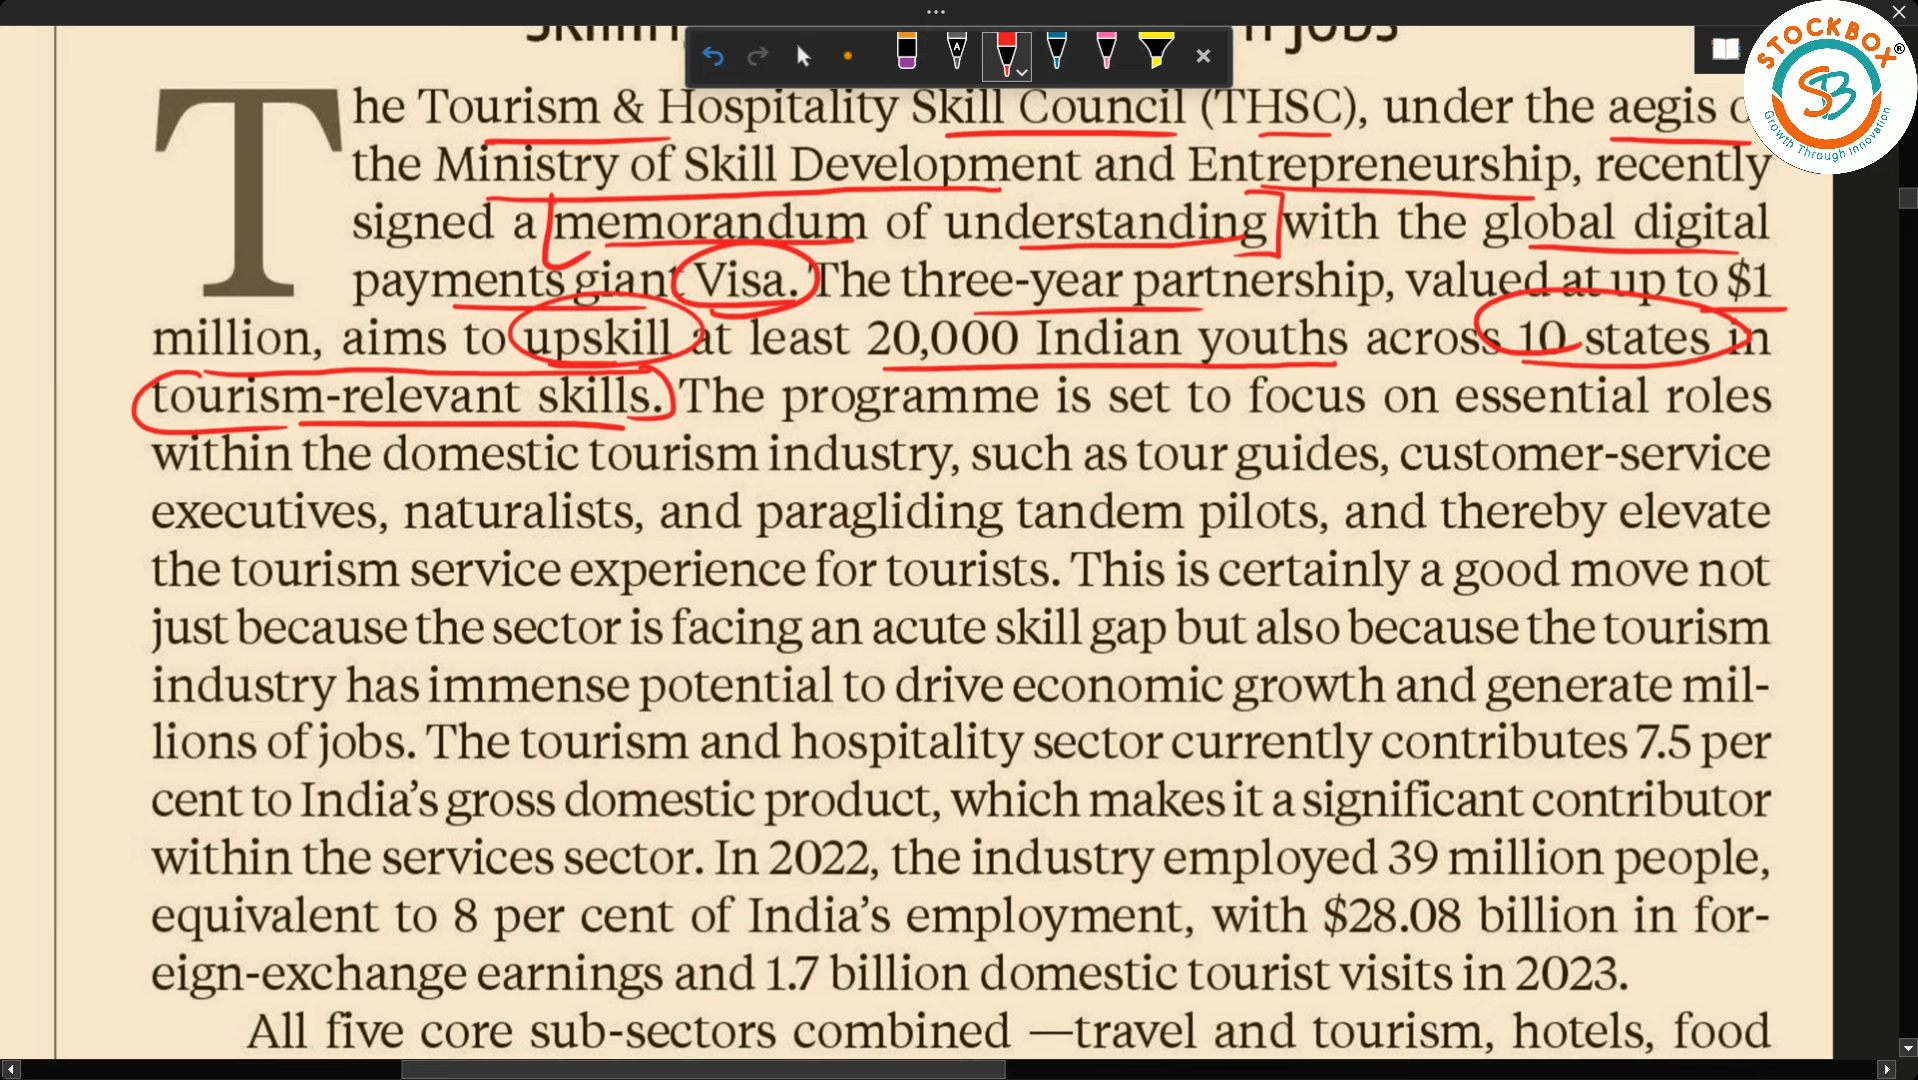 jobs
STOCKBOX®
SB
Growth Through Innovation
The Tourism & Hospitality Skill Council (THSC), under the aegis
the Ministry of Skill Development and Entrepreneurship, recently
signed a memorandum of understanding with the global digital
payments giant Visa. The three-year partnership, valued at up to $1
million, aims to upskill at least 20,000 Indian youths across 10 states in
tourism-relevant skills. The programme is set to focus on essential roles
within the domestic tourism industry, such as tour guides, customer-service
executives, naturalists, and paragliding tandem pilots, and thereby elevate
the tourism service experience for tourists. This is certainly a good move not
just because the sector is facing an acute skill gap but also because the tourism
industry has immense potential to drive economic growth and generate mil-
lions of jobs. The tourism and hospitality sector currently contributes 7.5 per
cent to India’s gross domestic product, which makes it a significant contributor
within the services sector. In 2022, the industry employed 39 million people,
equivalent to 8 per cent of India’s employment, with $28.08 billion in for-
eign-exchange earnings and 1.7 billion domestic tourist visits in 2023.
All five core sub-sectors combined —travel and tourism, hotels, food